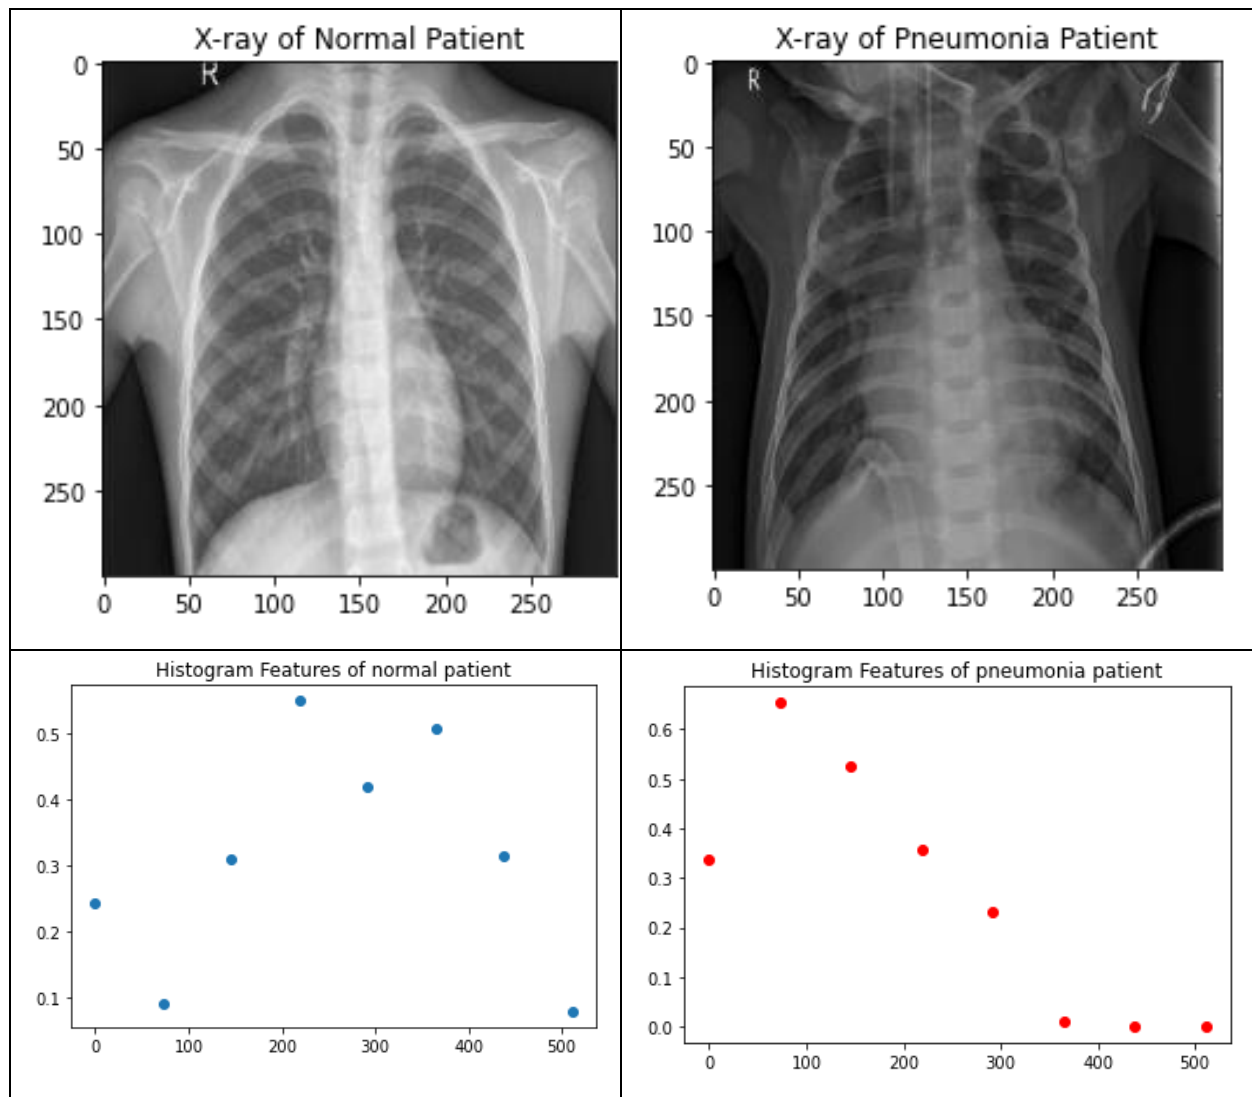 X-ray of Normal Patient
R
0
50
100
150
200
250
0 50 100 150 200 250
X-ray of Pneumonia Patient
R
0
50
100
150
200
250
0 50 100 150 200 250
Histogram Features of normal patient
0.5
0.4
0.3
0.2
0.1
0 100 200 300 400 500
Histogram Features of pneumonia patient
0.6
0.5
0.4
0.3
0.2
0.1
0.0
0 100 200 300 400 500